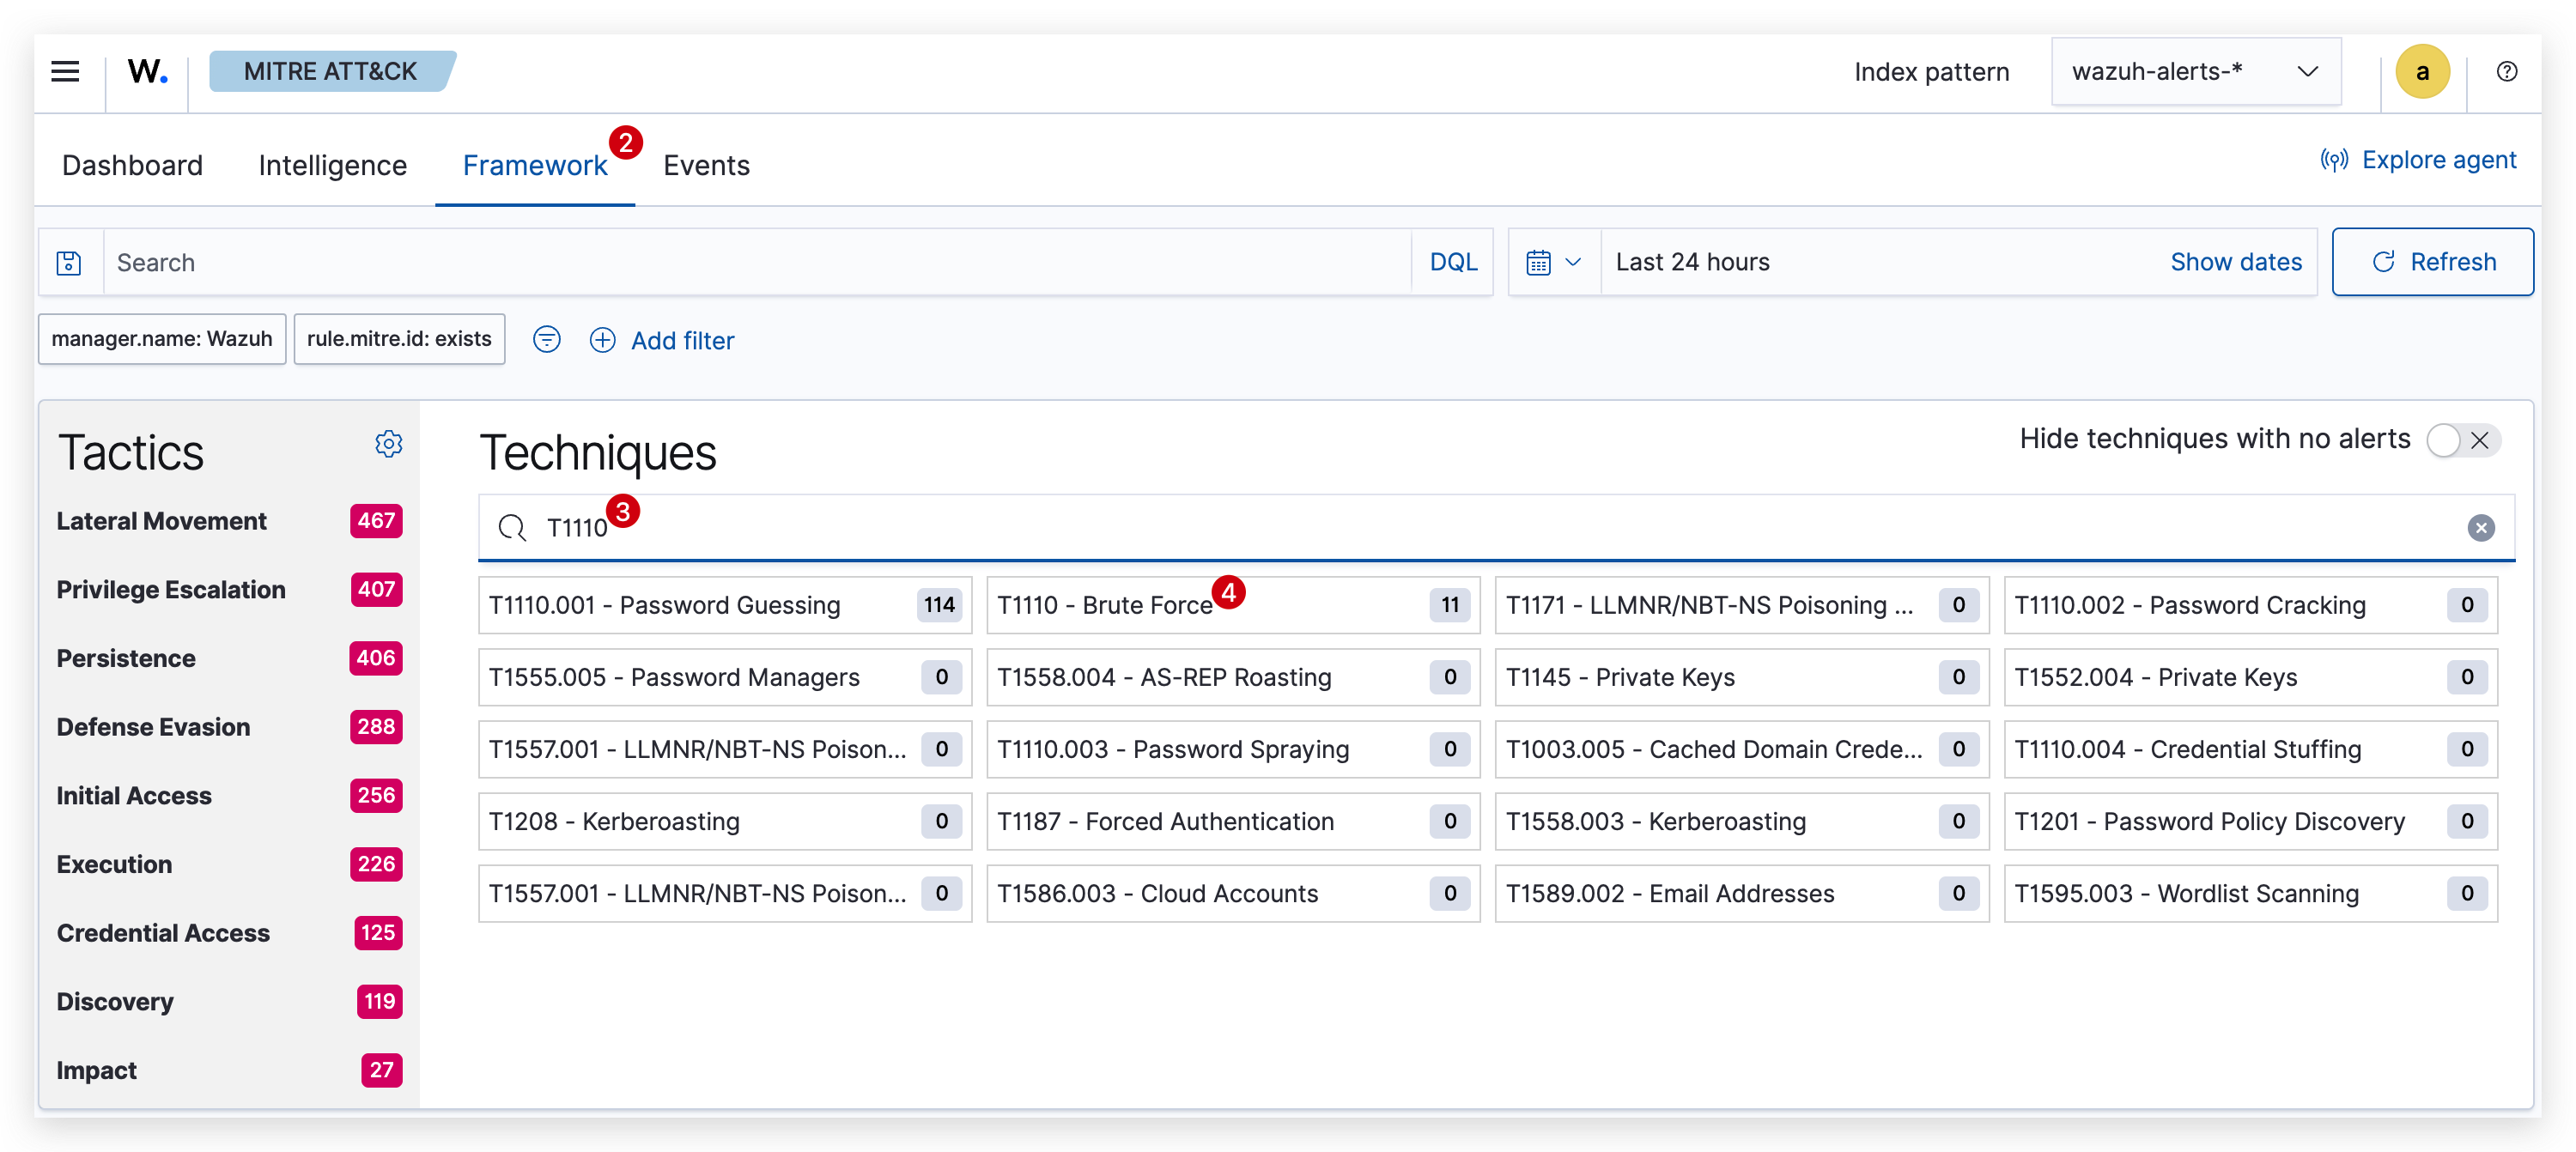 W. MITRE ATT&CK Index pattern wazuh-alerts-* a
Dashboard Intelligence Framework 2 Events Explore agent
Search DQL Last 24 hours Show dates Refresh
manager.name: Wazuh rule.mitre.id: exists Add filter
Tactics
Lateral Movement 467
Privilege Escalation 407
Persistence 406
Defense Evasion 288
Initial Access 256
Execution 226
Credential Access 125
Discovery 119
Impact 27
Techniques Hide techniques with no alerts
T1110 3
T1110.001 - Password Guessing 114 T1110 - Brute Force 4 11 T1171 - LLMNR/NBT-NS Poisoning ... 0 T1110.002 - Password Cracking 0
T1555.005 - Password Managers 0 T1558.004 - AS-REP Roasting 0 T1145 - Private Keys 0 T1552.004 - Private Keys 0
T1557.001 - LLMNR/NBT-NS Poison... 0 T1110.003 - Password Spraying 0 T1003.005 - Cached Domain Crede... 0 T1110.004 - Credential Stuffing 0
T1208 - Kerberoasting 0 T1187 - Forced Authentication 0 T1558.003 - Kerberoasting 0 T1201 - Password Policy Discovery 0
T1557.001 - LLMNR/NBT-NS Poison... 0 T1586.003 - Cloud Accounts 0 T1589.002 - Email Addresses 0 T1595.003 - Wordlist Scanning 0